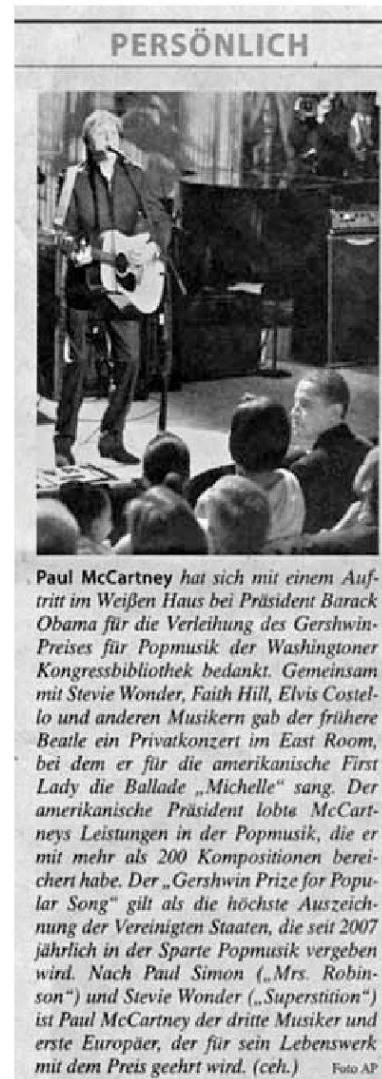 PERSÖNLICH
Paul McCartney hat sich mit einem Auf-
tritt im Weißen Haus bei Präsident Barack
Obama für die Verleihung des Gershwin-
Preises für Popmusik der Washingtoner
Kongressbibliothek bedankt. Gemeinsam
mit Stevie Wonder, Faith Hill, Elvis Costel-
lo und anderen Musikern gab der frühere
Beatle ein Privatkonzert im East Room,
bei dem er für die amerikanische First
Lady die Ballade „Michelle“ sang. Der
amerikanische Präsident lobte McCart-
neys Leistungen in der Popmusik, die er
mit mehr als 200 Kompositionen berei-
chert habe. Der „Gershwin Prize for Popu-
lar Song“ gilt als die höchste Auszeich-
nung der Vereinigten Staaten, die seit 2007
jährlich in der Sparte Popmusik vergeben
wird. Nach Paul Simon („Mrs. Robin-
son“) und Stevie Wonder („Superstition“)
ist Paul McCartney der dritte Musiker und
erste Europäer, der für sein Lebenswerk
mit dem Preis geehrt wird. (ceh.) Foto AP